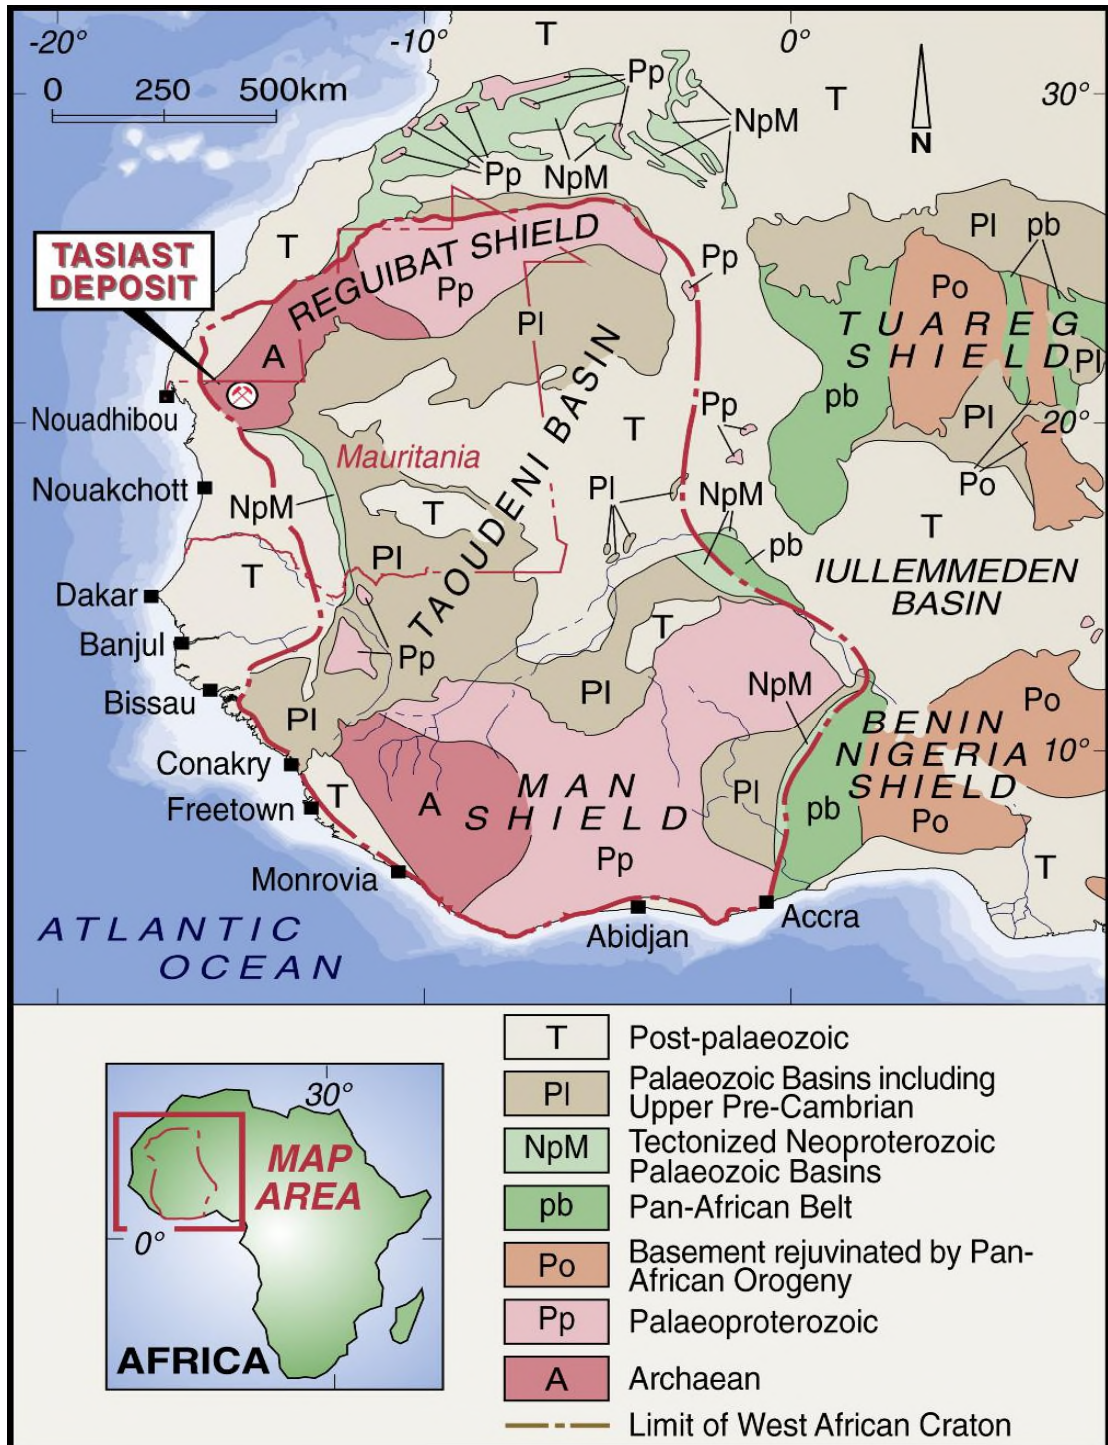 -20°
-10°
T
0°
0 250 500km
Pp
T
30°
NpM
N
Pp
NpM
T
TASIAST
DEPOSIT
REGUIBAT SHIELD
Pp
Pp
Pl
pb
Po
Pl
TUAREG
SHIELD
Pl
A
pb
Nouadhibou
TAOUDENI BASIN
T
Pp
Pl
20°
Mauritania
Nouakchott
NpM
T
Pl
NpM
Po
T
Pl
pb
T
IULLEMMEDEN
BASIN
Dakar
Banjul
T
Pp
Bissau
Pl
Pl
NpM
Po
BENIN
NIGERIA
SHIELD
10°
Conakry
Freetown
T
A
MAN
SHIELD
Pl
pb
Po
Pp
T
Monrovia
Abidjan
Accra
ATLANTIC
OCEAN
T Post-palaeozoic
Pl Palaeozoic Basins including
Upper Pre-Cambrian
NpM Tectonized Neoproterozoic
Palaeozoic Basins
pb Pan-African Belt
Po Basement rejuvinated by Pan-
African Orogeny
Pp Palaeoproterozoic
A Archaean
Limit of West African Craton
30°
MAP
AREA
0°
AFRICA